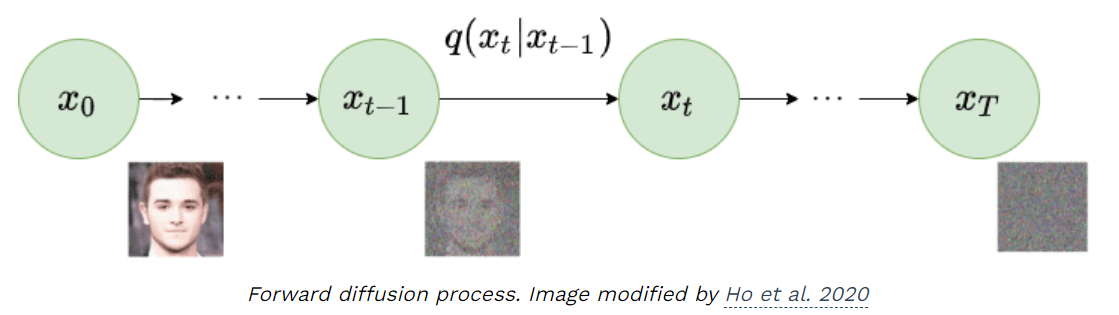 q(x_t|x_{t-1})
x_0 ... x_{t-1} x_t ... x_T
Forward diffusion process. Image modified by Ho et al. 2020